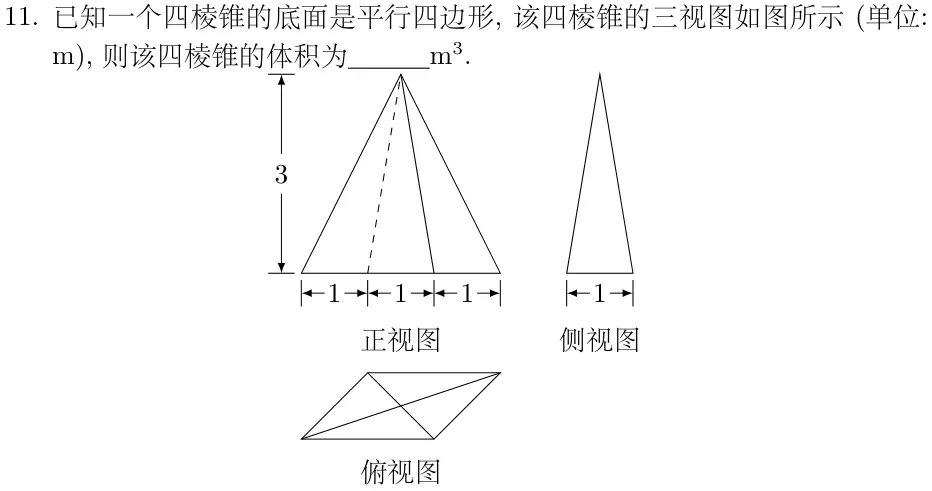 11. 已知一个四棱锥的底面是平行四边形, 该四棱锥的三视图如图所示 (单位:
m), 则该四棱锥的体积为______m³.
3
1 1 1 1
正视图 侧视图
俯视图